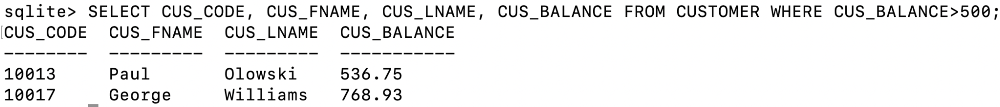 sqlite> SELECT CUS_CODE, CUS_FNAME, CUS_LNAME, CUS_BALANCE FROM CUSTOMER WHERE CUS_BALANCE>500;
CUS_CODE  CUS_FNAME  CUS_LNAME  CUS_BALANCE
--------  ---------  ---------  -----------
10013     Paul       Olowski    536.75
10017     George     Williams   768.93